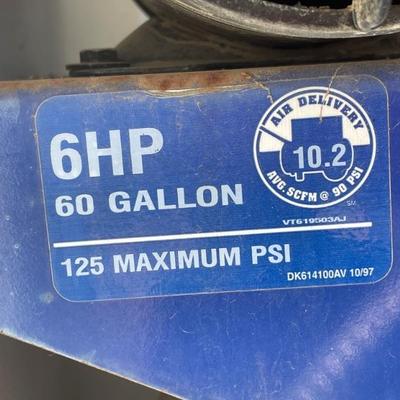 6HP
60 GALLON
125 MAXIMUM PSI
AIR DELIVERY
10.2
AVG. SCFM @ 90 PSI
SM
VT619503AJ
DK614100AV 10/97